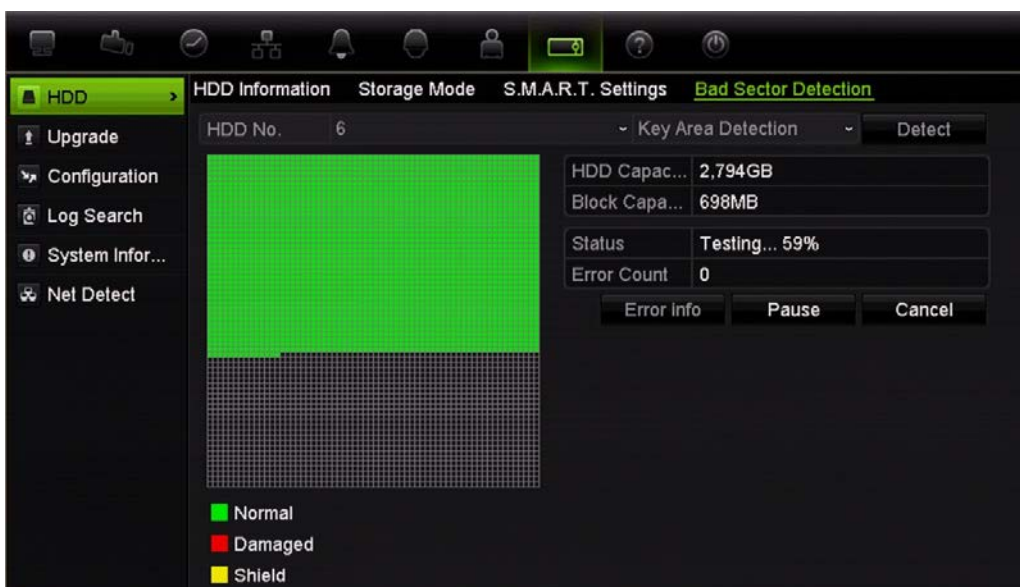 HDD Information Storage Mode S.M.A.R.T. Settings Bad Sector Detection
HDD
Upgrade
Configuration
Log Search
System Infor...
Net Detect
HDD No. 6 Key Area Detection Detect
HDD Capac... 2,794GB
Block Capa... 698MB
Status Testing... 59%
Error Count 0
Error info Pause Cancel
Normal
Damaged
Shield